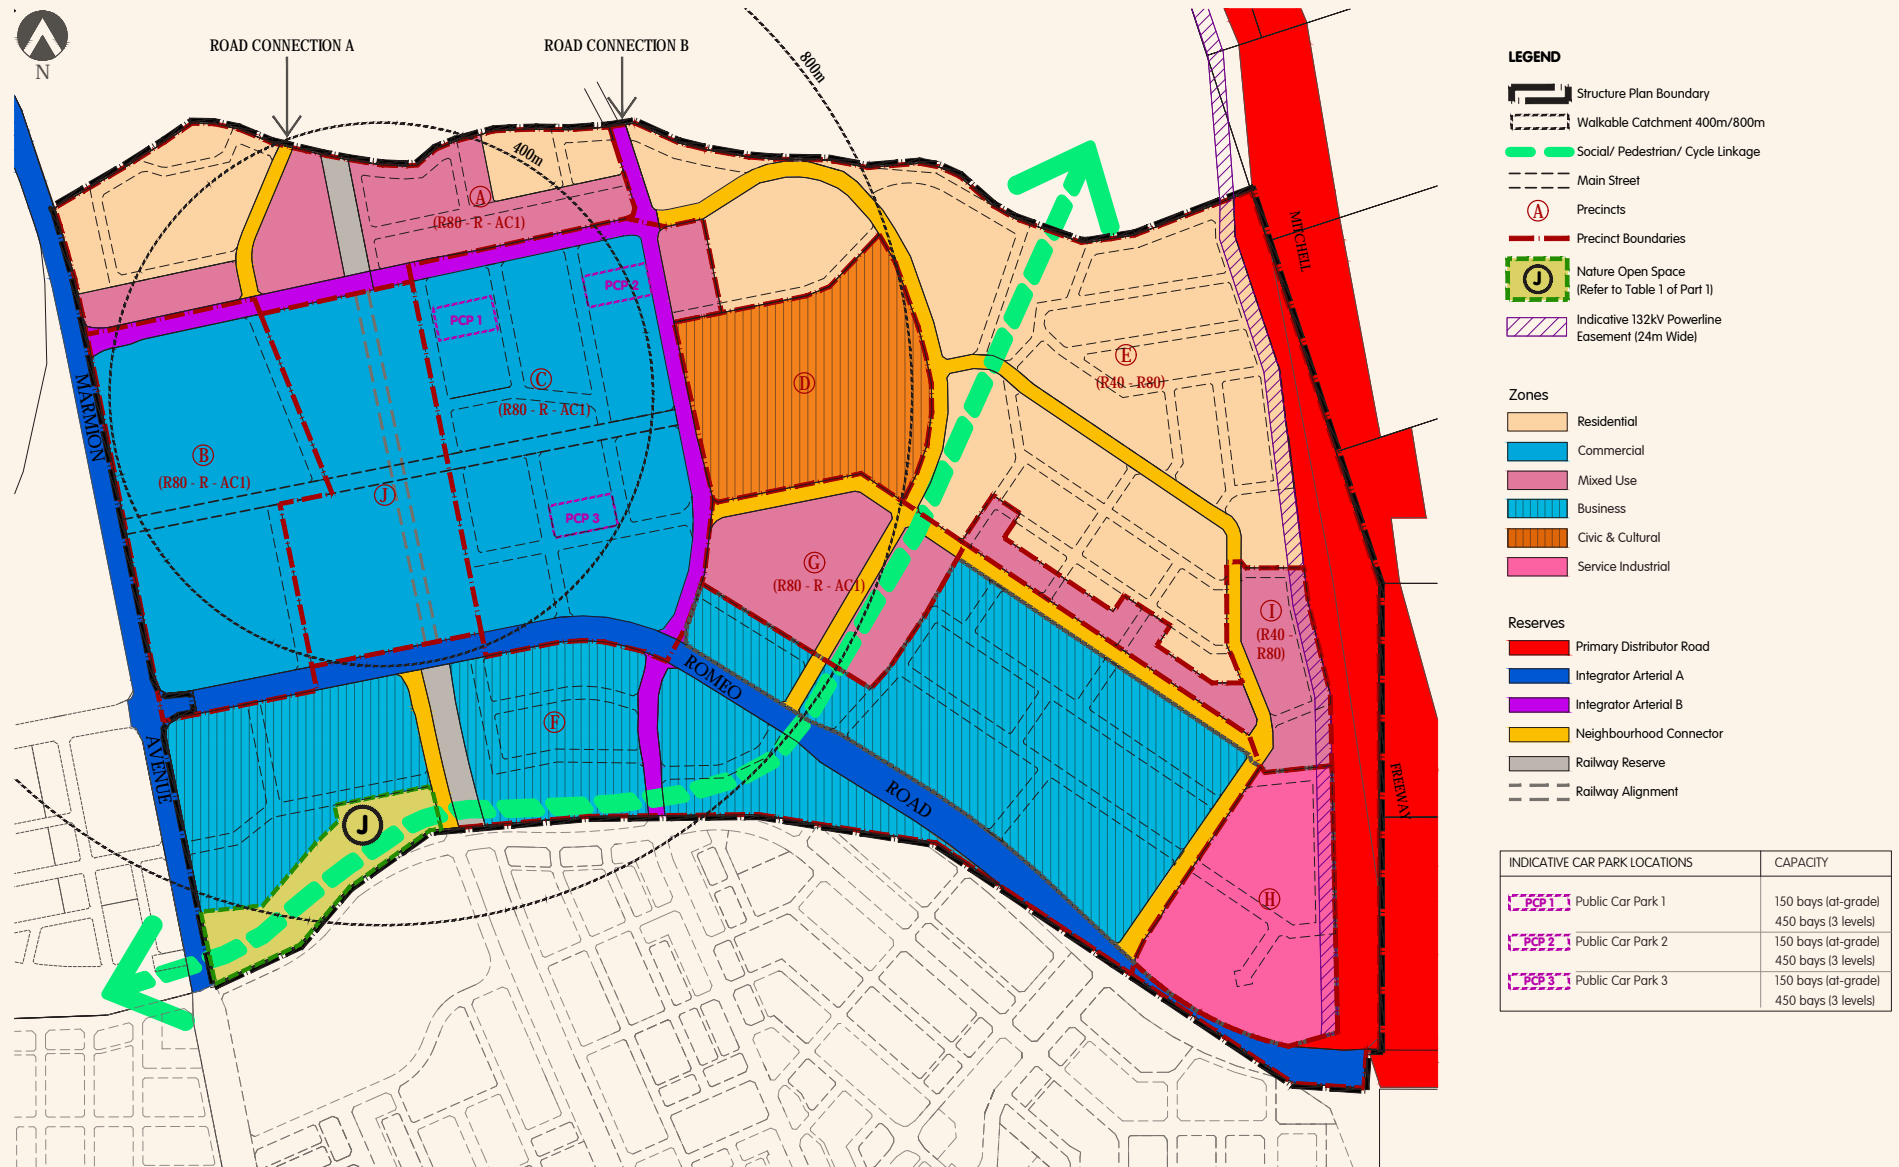 N
ROAD CONNECTION A
ROAD CONNECTION B
800m
400m
A
(R80 - R - AC1)
MITCHELL
PCP 2
PCP 1
C
(R80 - R - AC1)
D
E
(R40 - R80)
MARMION
B
(R80 - R - AC1)
J
PCP 3
G
(R80 - R - AC1)
I
(R40 -
R80)
ROMEO
F
AVENUE
ROAD
FREEWAY
J
H
LEGEND
Structure Plan Boundary
Walkable Catchment 400m/800m
Social/ Pedestrian/ Cycle Linkage
Main Street
A
Precincts
Precinct Boundaries
J
Nature Open Space
(Refer to Table 1 of Part 1)
Indicative 132kV Powerline
Easement (24m Wide)
Zones
Residential
Commercial
Mixed Use
Business
Civic & Cultural
Service Industrial
Reserves
Primary Distributor Road
Integrator Arterial A
Integrator Arterial B
Neighbourhood Connector
Railway Reserve
Railway Alignment
INDICATIVE CAR PARK LOCATIONS CAPACITY
PCP 1 Public Car Park 1 150 bays (at-grade)
450 bays (3 levels)
PCP 2 Public Car Park 2 150 bays (at-grade)
450 bays (3 levels)
PCP 3 Public Car Park 3 150 bays (at-grade)
450 bays (3 levels)